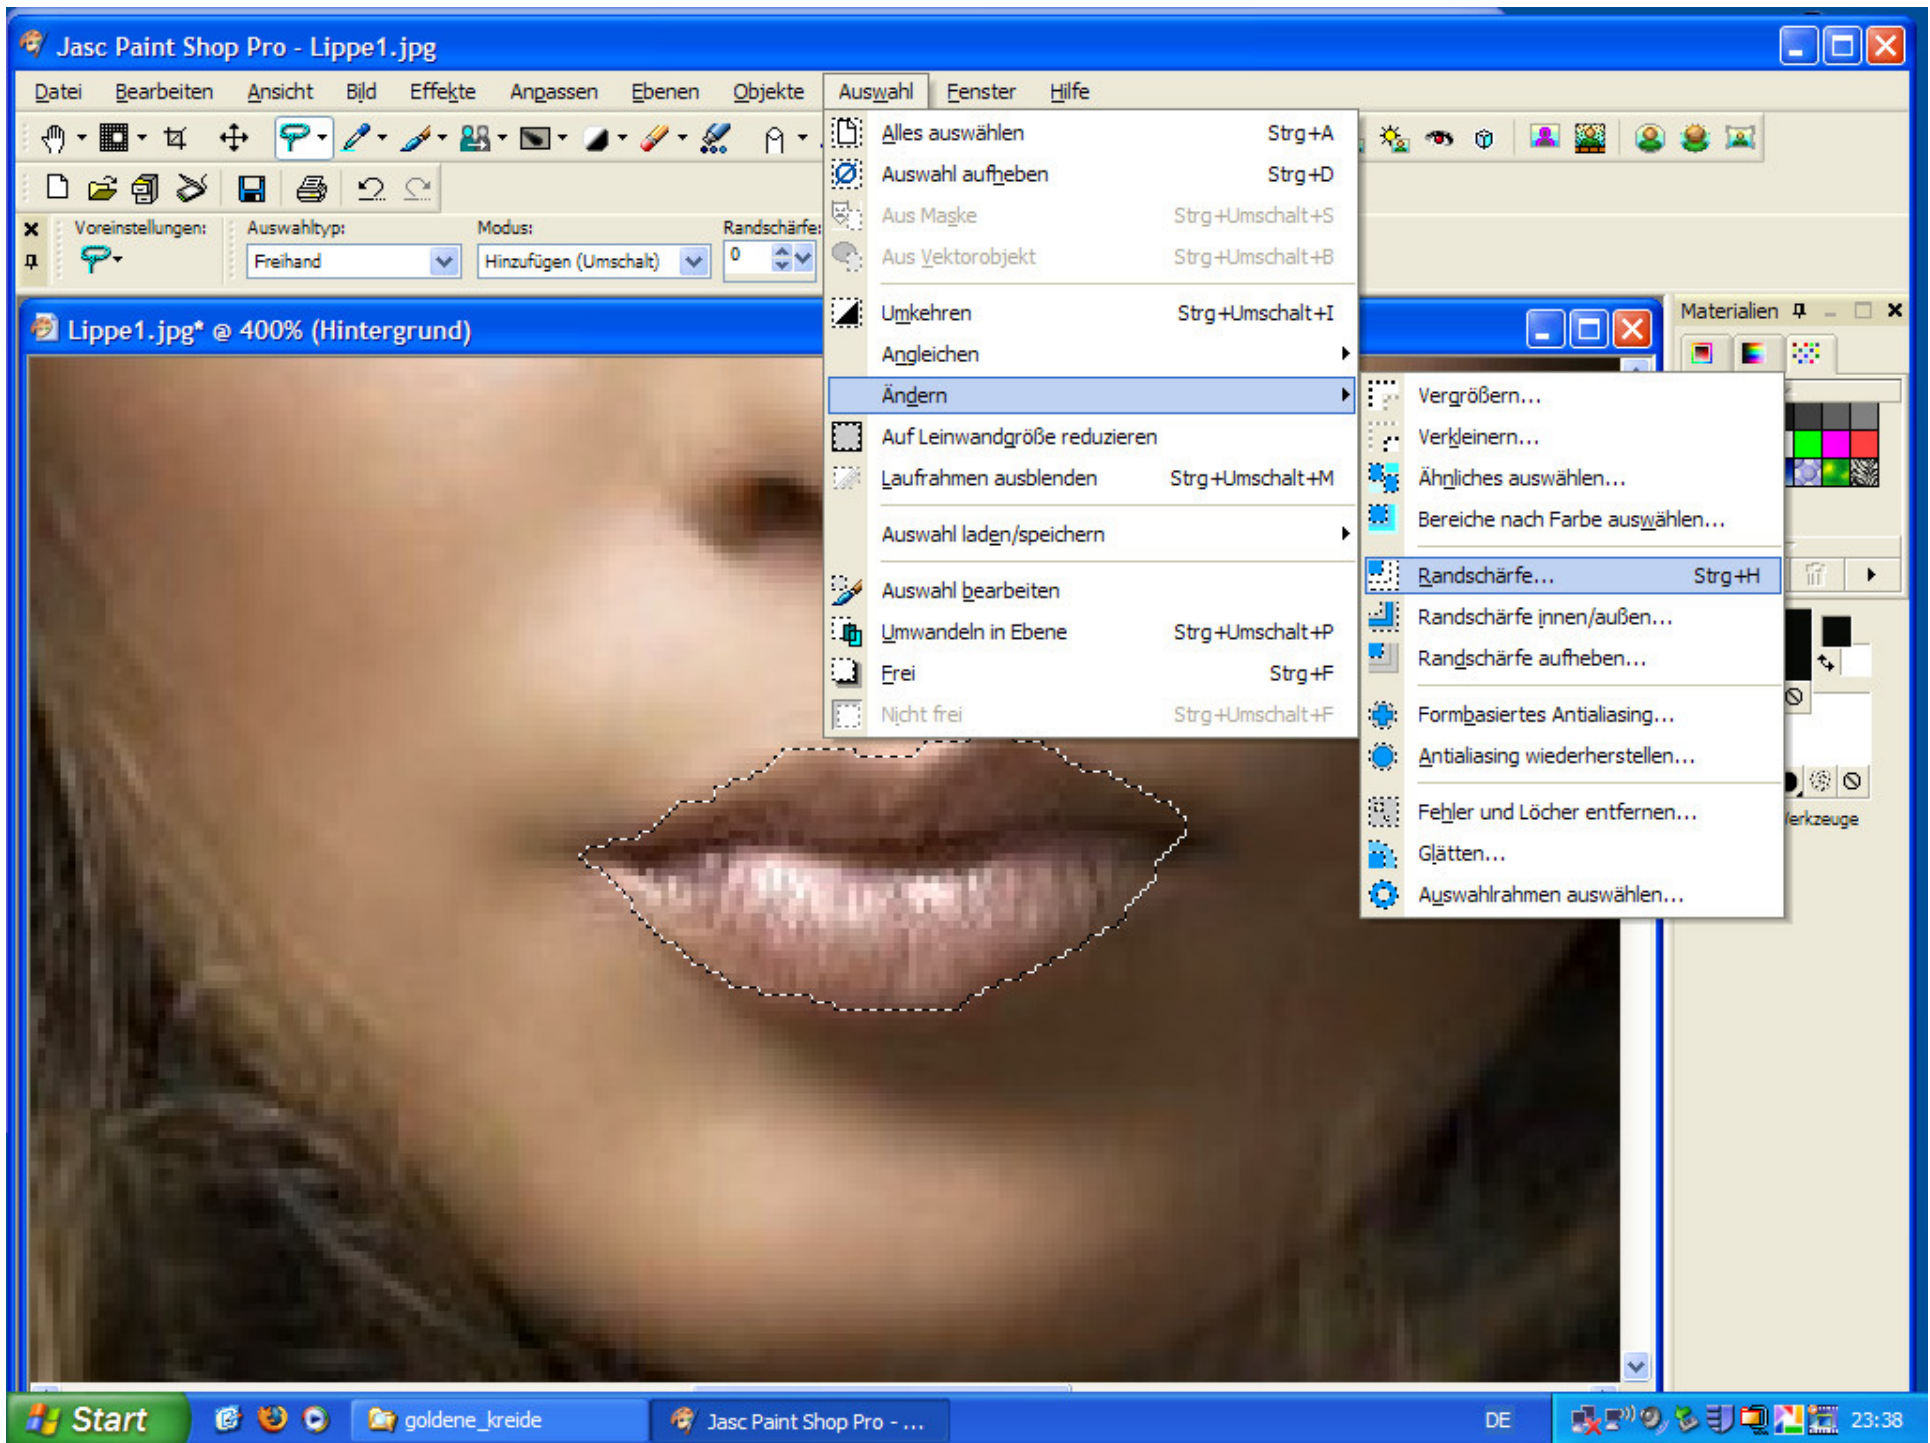 Jasc Paint Shop Pro - Lippe1.jpg
Datei Bearbeiten Ansicht Bild Effekte Anpassen Ebenen Objekte Auswahl Fenster Hilfe
Voreinstellungen: Auswahltyp: Modus: Randschärfe:
Freihand Hinzufügen (Umschalt) 0
Alles auswählen Strg+A
Auswahl aufheben Strg+D
Aus Maske Strg+Umschalt+S
Aus Vektorobjekt Strg+Umschalt+B
Umkehren Strg+Umschalt+I
Angleichen
Ändern
Auf Leinwandgröße reduzieren
Laufrahmen ausblenden Strg+Umschalt+M
Auswahl laden/speichern
Auswahl bearbeiten
Umwandeln in Ebene Strg+Umschalt+P
Frei Strg+F
Nicht frei Strg+Umschalt+F
Lippe1.jpg* @ 400% (Hintergrund)
Materialien
Vergrößern...
Verkleinern...
Ähnliches auswählen...
Bereiche nach Farbe auswählen...
Randschärfe... Strg+H
Randschärfe innen/außen...
Randschärfe aufheben...
Formbasiertes Antialiasing...
Antialiasing wiederherstellen...
Fehler und Löcher entfernen...
Glätten...
Auswahlrahmen auswählen...
erkzeuge
Start goldene_kreide Jasc Paint Shop Pro - ... DE 23:38